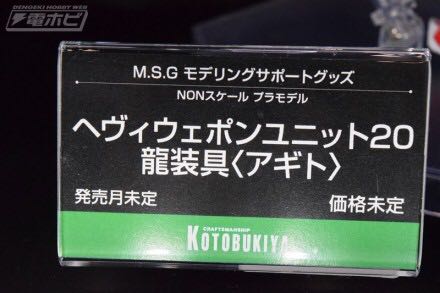 DENGEKI HOBBY WEB
電ホビ
M.S.G モデリングサポートグッズ
NONスケール プラモデル
ヘヴィウェポンユニット20
龍装具〈アギト〉
発売月未定 価格未定
CRAFTSMANSHIP
KOTOBUKIYA